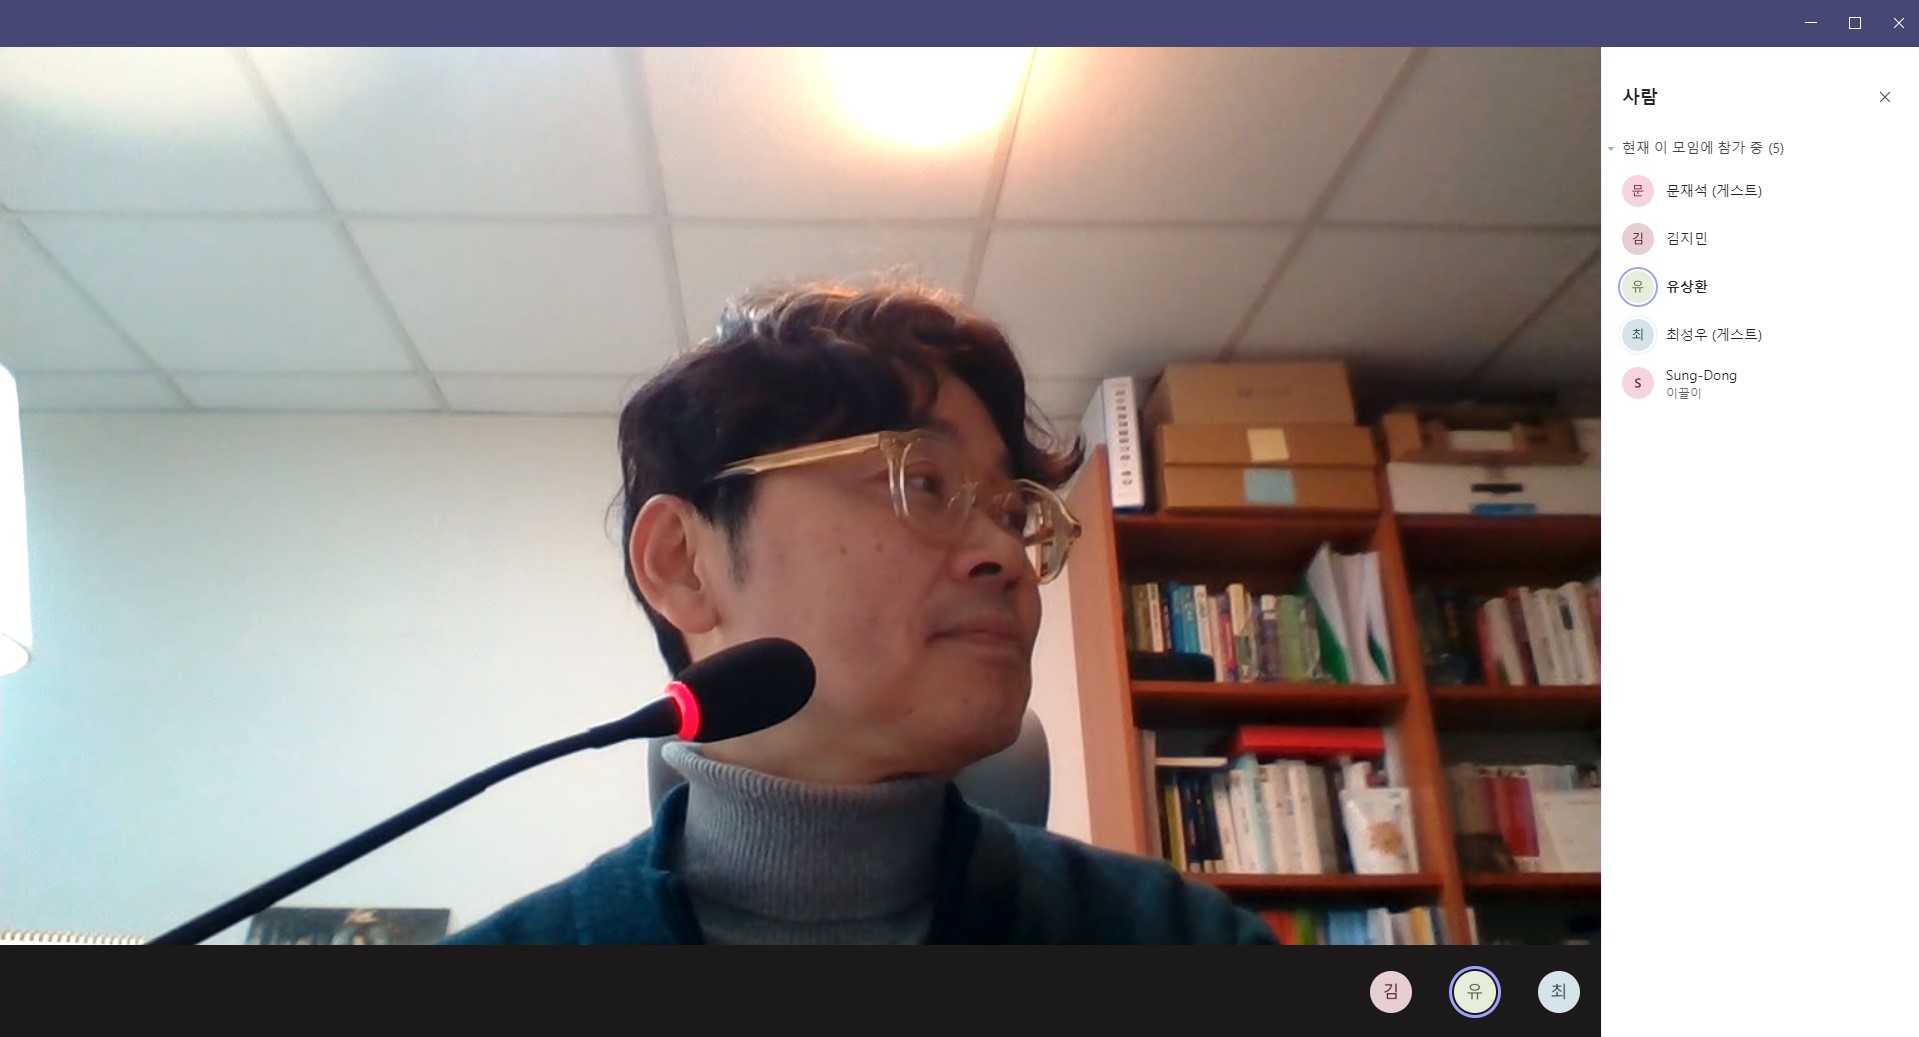 사람
현재 이 모임에 참가 중 (5)
문
문재석 (게스트)
김
김지민
유
유상환
최
최성우 (게스트)
S
Sung-Dong
이끌이
김
유
최